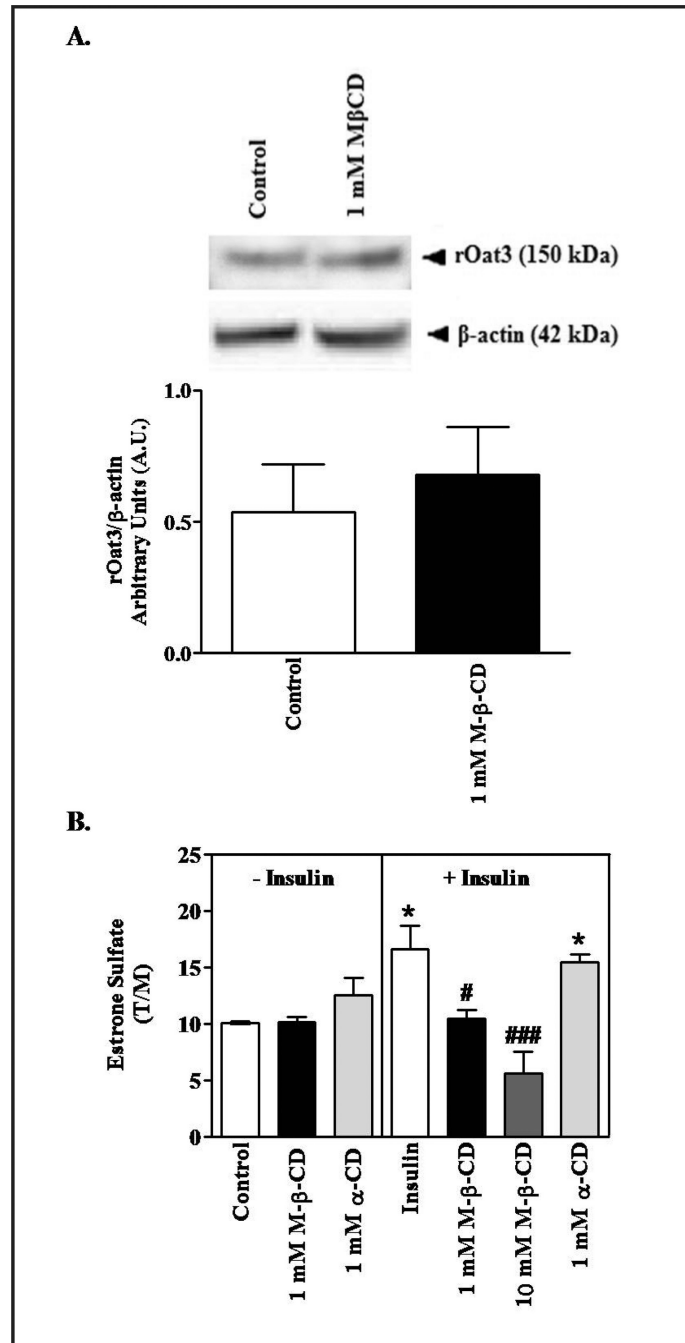 A.
Control
1 mM MβCD
rOat3 (150 kDa)
β-actin (42 kDa)
rOat3/β-actin
Arbitrary Units (A.U.)
1.0
0.5
0.0
Control
1 mM M-β-CD
B.
Estrone Sulfate
(T/M)
25
20
15
10
5
0
- Insulin
+ Insulin
*
#
###
*
Control
1 mM M-β-CD
1 mM α-CD
Insulin
1 mM M-β-CD
10 mM M-β-CD
1 mM α-CD